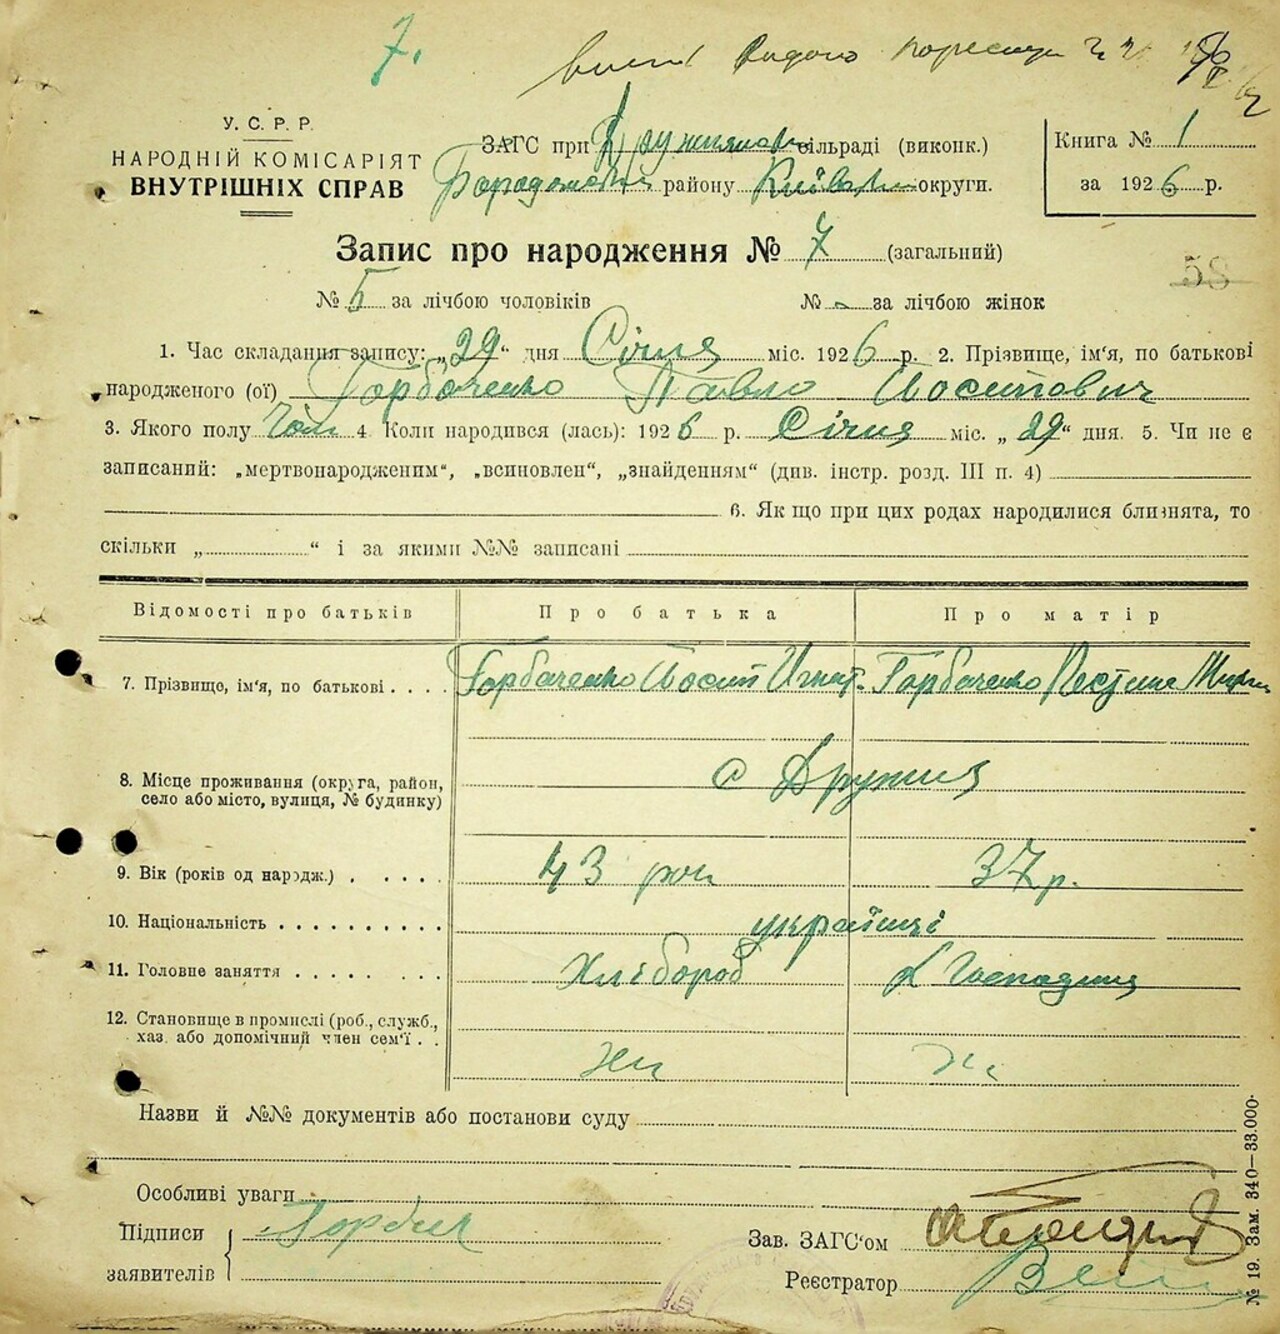 7.
У. С. Р. Р.
НАРОДНІЙ КОМІСАРІЯТ
ВНУТРІШНІХ СПРАВ
ЗАГС при сільраді (виконк.)
району округи.
Книга № 1
за 1926 р.
Запис про народження № 7 (загальний)
58
№ 5 за лічбою чоловіків № - за лічбою жінок
1. Час складання запису: „29“ дня Січня міс. 1926 р. 2. Прізвище, ім'я, по батькові
народженого (ої) Горбаченко Павло Иосипович
3. Якого полу Чол 4. Коли народився (лась): 1926 р. Січня міс. „29“ дня. 5. Чи не є
записаний: „мертвонародженим“, „всиновлен“, „знайденням“ (див. інстр. розд. III п. 4)
6. Як що при цих родах народилися близнята, то
скільки „ “ і за якими №№ записані
Відомості про батьків Про батька Про матір
7. Прізвище, ім'я, по батькові . . . . Горбаченко Иосип Игнат. Горбаченко
8. Місце проживання (округа, район,
село або місто, вулиця, № будинку)
с Дружня
9. Вік (років од народж.) . . . . . 43 рок 37 р.
10. Національність . . . . . . . . . . українці
11. Головне заняття . . . . . . . . Хлібороб
12. Становище в промислі (роб., служб.,
хаз. або допомічний член сем'ї . .
Назви й №№ документів або постанови суду
Особливі уваги
Підписи
заявителів
Зав. ЗАГС'ом
Реєстратор
№ 19. Зам. 340—33.000.